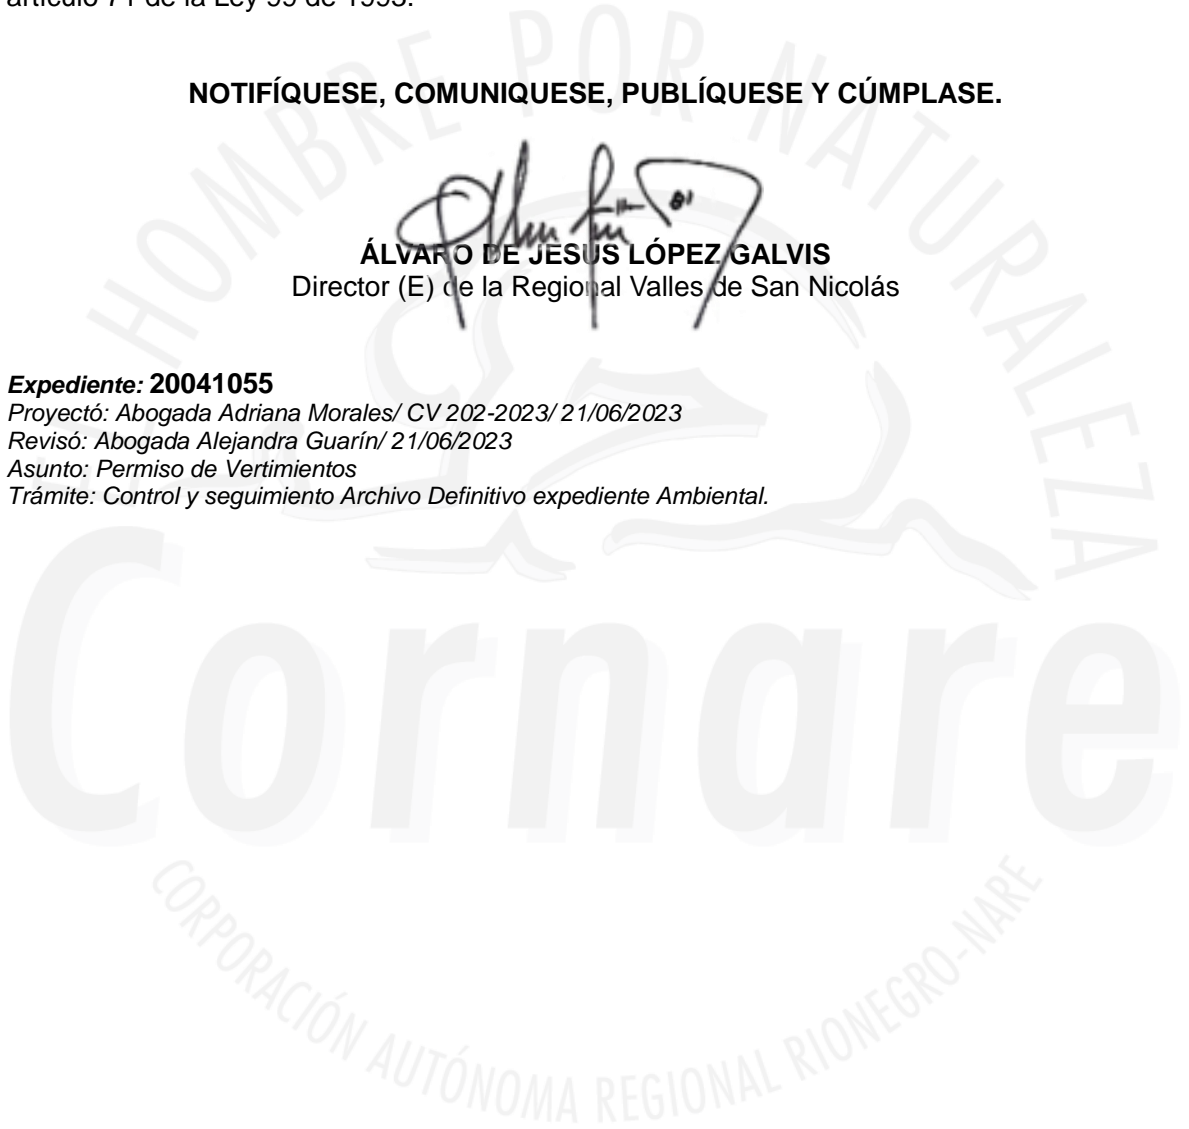 artículo 71 de la Ley 99 de 1993.
NOTIFÍQUESE, COMUNIQUESE, PUBLÍQUESE Y CÚMPLASE.
ÁLVARO DE JESÚS LÓPEZ GALVIS
Director (E) de la Regional Valles de San Nicolás
Expediente: 20041055
Proyectó: Abogada Adriana Morales/ CV 202-2023/ 21/06/2023
Revisó: Abogada Alejandra Guarín/ 21/06/2023
Asunto: Permiso de Vertimientos
Trámite: Control y seguimiento Archivo Definitivo expediente Ambiental.
HOMBRE POR NATURALEZA
Cornare
CORPORACIÓN AUTÓNOMA REGIONAL RIONEGRO-NARE